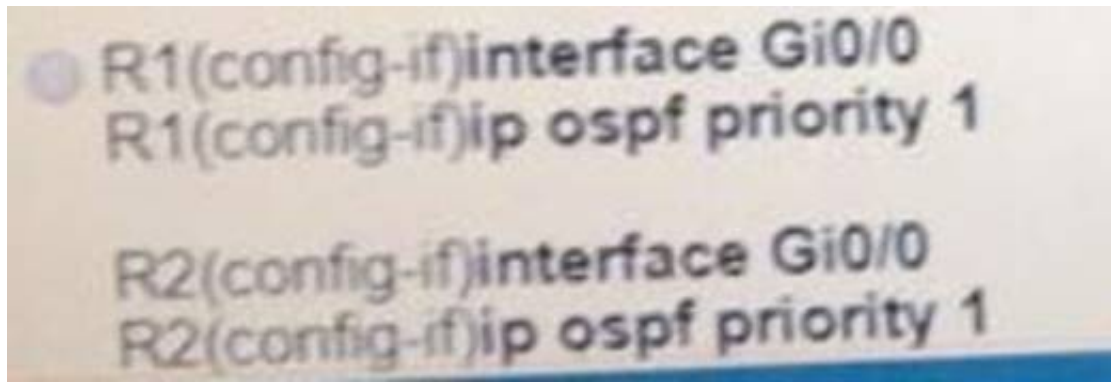 R1(config-if)interface Gi0/0
R1(config-if)ip ospf priority 1
R2(config-if)interface Gi0/0
R2(config-if)ip ospf priority 1